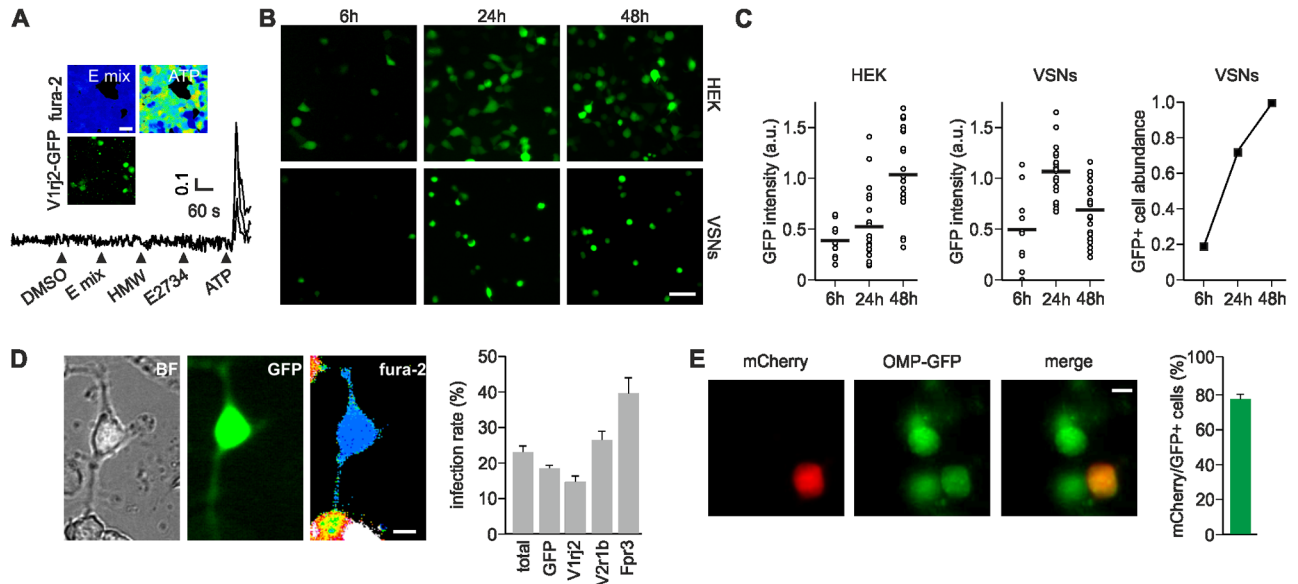 A
E mix
ATP
fura-2
V1rj2-GFP
0.1
60 s
DMSO
E mix
HMW
E2734
ATP
B
6h
24h
48h
HEK
VSNs
C
HEK
GFP intensity (a.u.)
1.5
1.0
0.5
0
6h 24h 48h
VSNs
GFP intensity (a.u.)
1.5
1.0
0.5
0
6h 24h 48h
VSNs
GFP+ cell abundance
1.0
0.8
0.6
0.4
0.2
0
6h 24h 48h
D
BF
GFP
fura-2
infection rate (%)
50
40
30
20
10
0
total
GFP
V1rj2
V2r1b
Fpr3
E
mCherry
OMP-GFP
merge
mCherry/GFP+ cells (%)
100
80
60
40
20
0